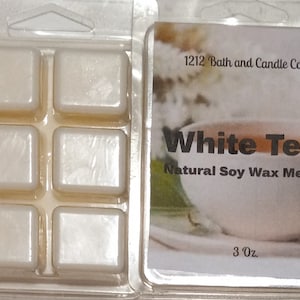 1212 Bath and Candle Co
White Te
Natural Soy Wax Me
3 Oz.